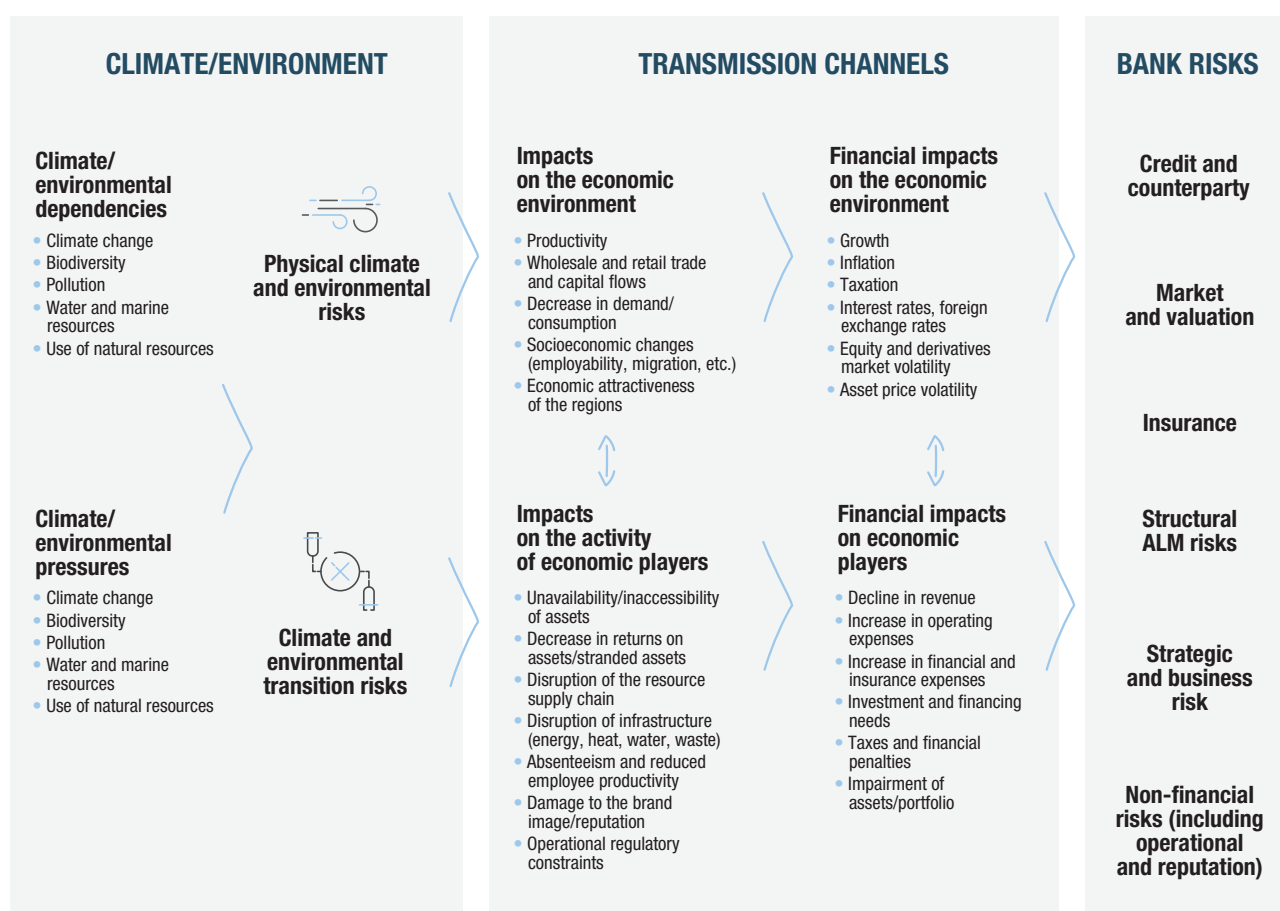 CLIMATE/ENVIRONMENT
Climate/
environmental
dependencies
• Climate change
• Biodiversity
• Pollution
• Water and marine
resources
• Use of natural resources
Physical climate
and environmental
risks
Climate/
environmental
pressures
• Climate change
• Biodiversity
• Pollution
• Water and marine
resources
• Use of natural resources
Climate and
environmental
transition risks
TRANSMISSION CHANNELS
Impacts
on the economic
environment
• Productivity
• Wholesale and retail trade
and capital flows
• Decrease in demand/
consumption
• Socioeconomic changes
(employability, migration, etc.)
• Economic attractiveness
of the regions
Financial impacts
on the economic
environment
• Growth
• Inflation
• Taxation
• Interest rates, foreign
exchange rates
• Equity and derivatives
market volatility
• Asset price volatility
Impacts
on the activity
of economic players
• Unavailability/inaccessibility
of assets
• Decrease in returns on
assets/stranded assets
• Disruption of the resource
supply chain
• Disruption of infrastructure
(energy, heat, water, waste)
• Absenteeism and reduced
employee productivity
• Damage to the brand
image/reputation
• Operational regulatory
constraints
Financial impacts
on economic
players
• Decline in revenue
• Increase in operating
expenses
• Increase in financial and
insurance expenses
• Investment and financing
needs
• Taxes and financial
penalties
• Impairment of
assets/portfolio
BANK RISKS
Credit and
counterparty
Market
and valuation
Insurance
Structural
ALM risks
Strategic
and business
risk
Non-financial
risks (including
operational
and reputation)